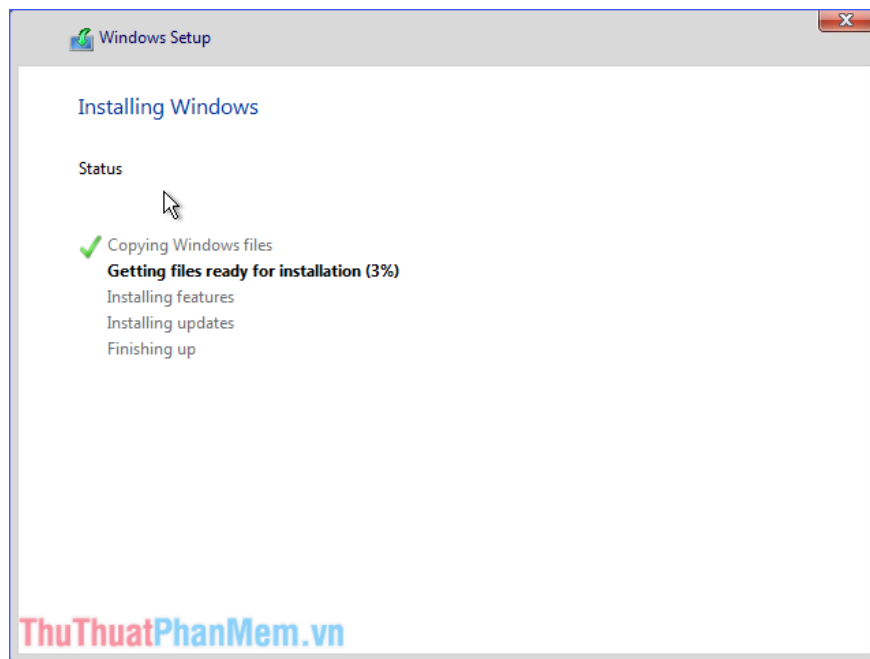 Windows Setup
Installing Windows
Status
Copying Windows files
Getting files ready for installation (3%)
Installing features
Installing updates
Finishing up
ThuThuatPhanMem.vn